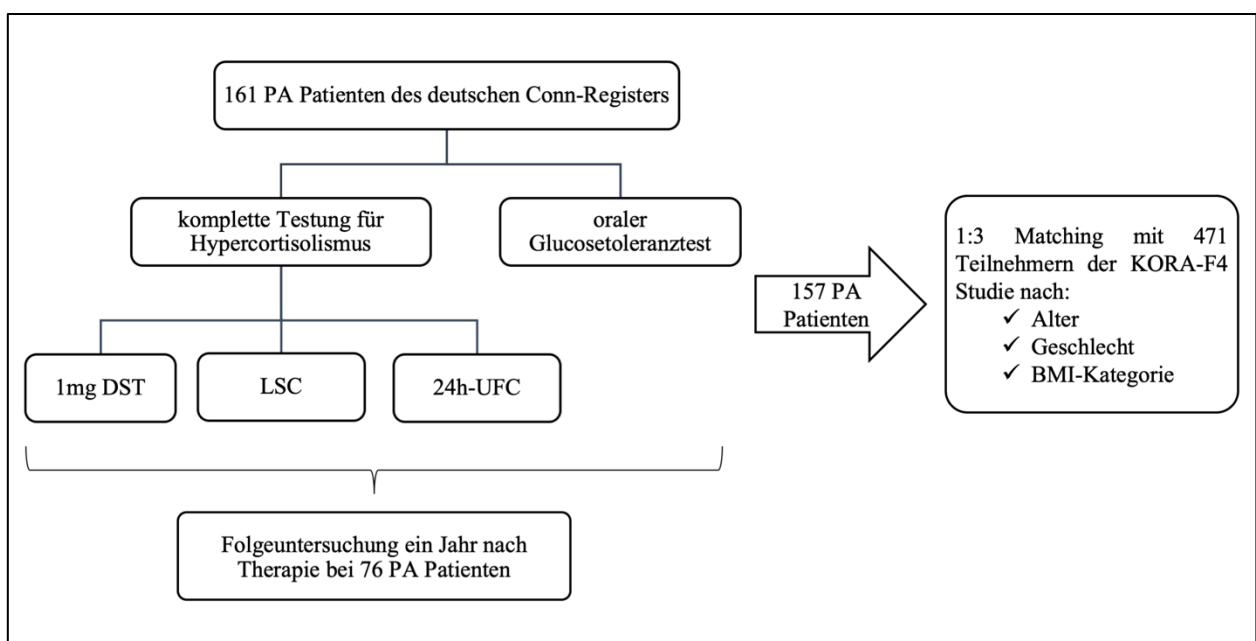 161 PA Patienten des deutschen Conn-Registers
komplette Testung für
Hypercortisolismus
oraler
Glucosetoleranztest
1mg DST
LSC
24h-UFC
Folgeuntersuchung ein Jahr nach
Therapie bei 76 PA Patienten
157 PA
Patienten
1:3 Matching mit 471
Teilnehmern der KORA-F4
Studie nach:
✓ Alter
✓ Geschlecht
✓ BMI-Kategorie